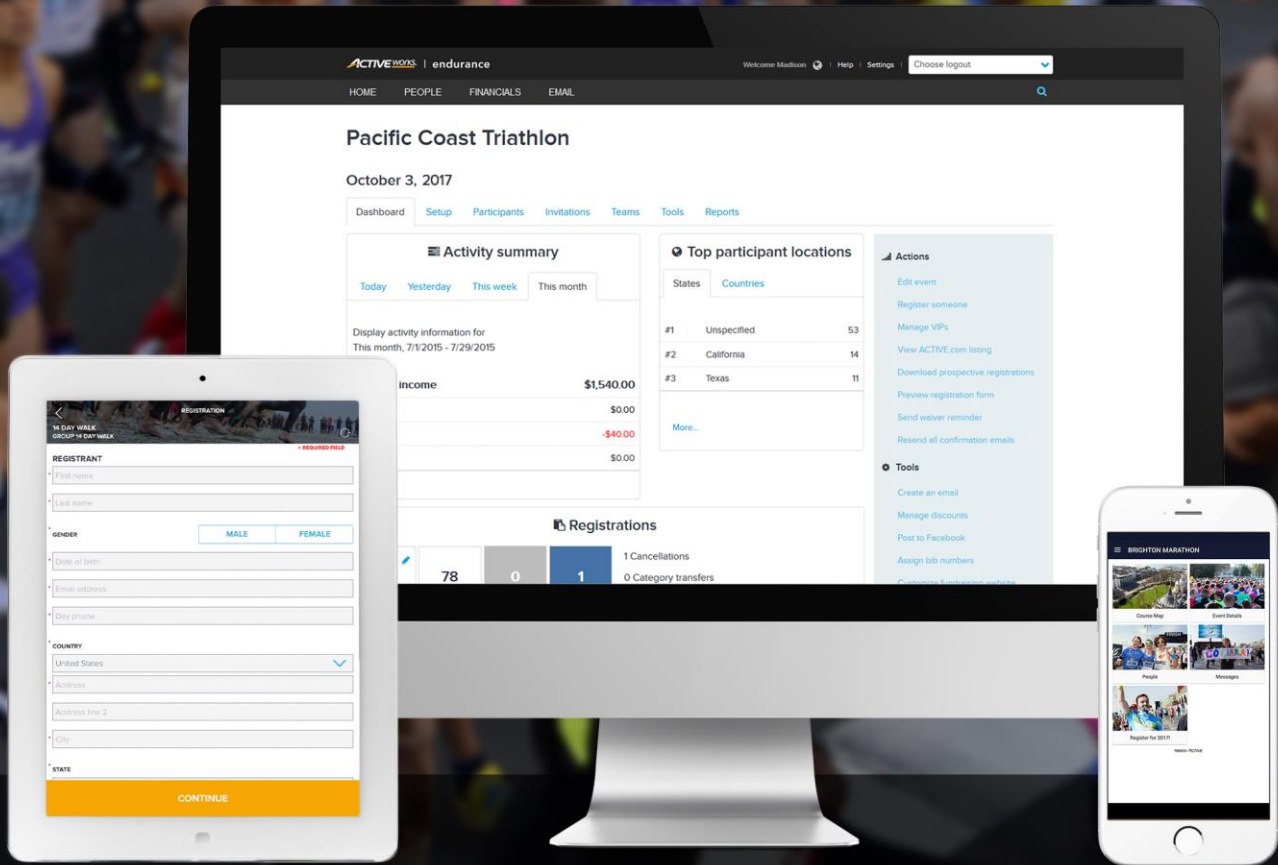 ACTIVEworks. | endurance
Welcome Madison | Help | Settings | Choose logout
HOME PEOPLE FINANCIALS EMAIL
Pacific Coast Triathlon
October 3, 2017
Dashboard Setup Participants Invitations Teams Tools Reports
Activity summary
Today Yesterday This week This month
Display activity information for
This month, 7/1/2015 - 7/29/2015
income $1,540.00
$0.00
-$40.00
$0.00
Top participant locations
States Countries
#1 Unspecified 53
#2 California 14
#3 Texas 11
More...
Actions
Edit event
Register someone
Manage VIPs
View ACTIVE.com listing
Download prospective registrations
Preview registration form
Send waiver reminder
Resend all confirmation emails
Tools
Create an email
Manage discounts
Post to Facebook
Assign bib numbers
Customize fundraising website
Registrations
78 0 1
1 Cancellations
0 Category transfers
REGISTRATION
14 DAY WALK
GROUP 14 DAY WALK
* REQUIRED FIELD
REGISTRANT
* First name
* Last name
* GENDER MALE FEMALE
* Date of birth
* Email address
* Day phone
* COUNTRY
United States
* Address
Address line 2
* City
* STATE
CONTINUE
BRIGHTON MARATHON
Course Map Event Details
FINISH
GO CIARA!
People Messages
Register for 2017!